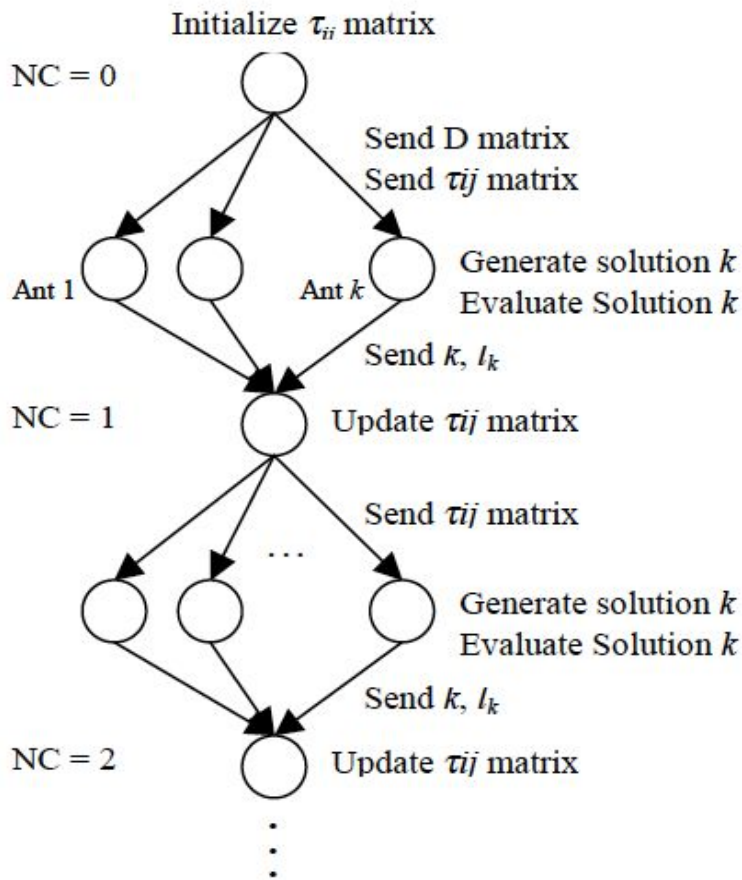 Initialize τij matrix
NC = 0
Send D matrix
Send τij matrix
Ant 1
Ant k
Generate solution k
Evaluate Solution k
Send k, lk
NC = 1
Update τij matrix
Send τij matrix
...
Generate solution k
Evaluate Solution k
Send k, lk
NC = 2
Update τij matrix